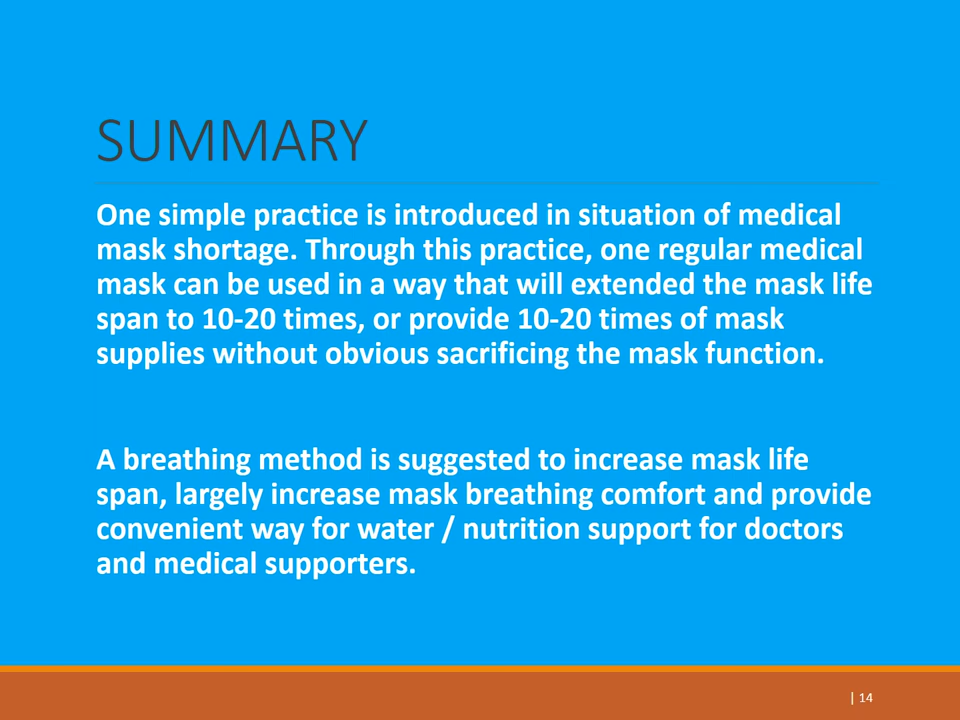 SUMMARY
One simple practice is introduced in situation of medical
mask shortage. Through this practice, one regular medical
mask can be used in a way that will extended the mask life
span to 10-20 times, or provide 10-20 times of mask
supplies without obvious sacrificing the mask function.
A breathing method is suggested to increase mask life
span, largely increase mask breathing comfort and provide
convenient way for water / nutrition support for doctors
and medical supporters.
| 14